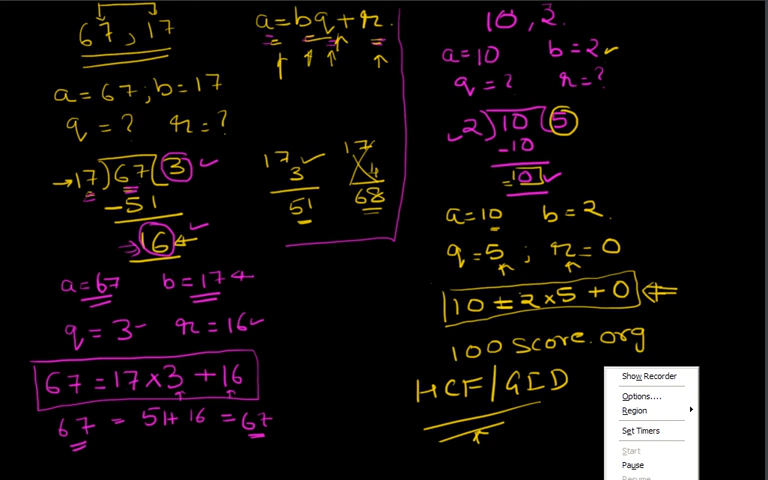 67, 17
a = 67; b = 17
q = ? r = ?
17) 67 (3
-51
16
a = 67 b = 17
q = 3 r = 16
67 = 17 × 3 + 16
67 = 51 + 16 = 67
a = bq + r
17
3
51
17
4
68
10, 2.
a = 10 b = 2
q = ? r = ?
2) 10 (5
-10
0
a = 10 b = 2.
q = 5 ; r = 0
10 = 2 × 5 + 0
100score.org
HCF/GCD
Show Recorder
Options....
Region
Set Timers
Start
Pause
Resume